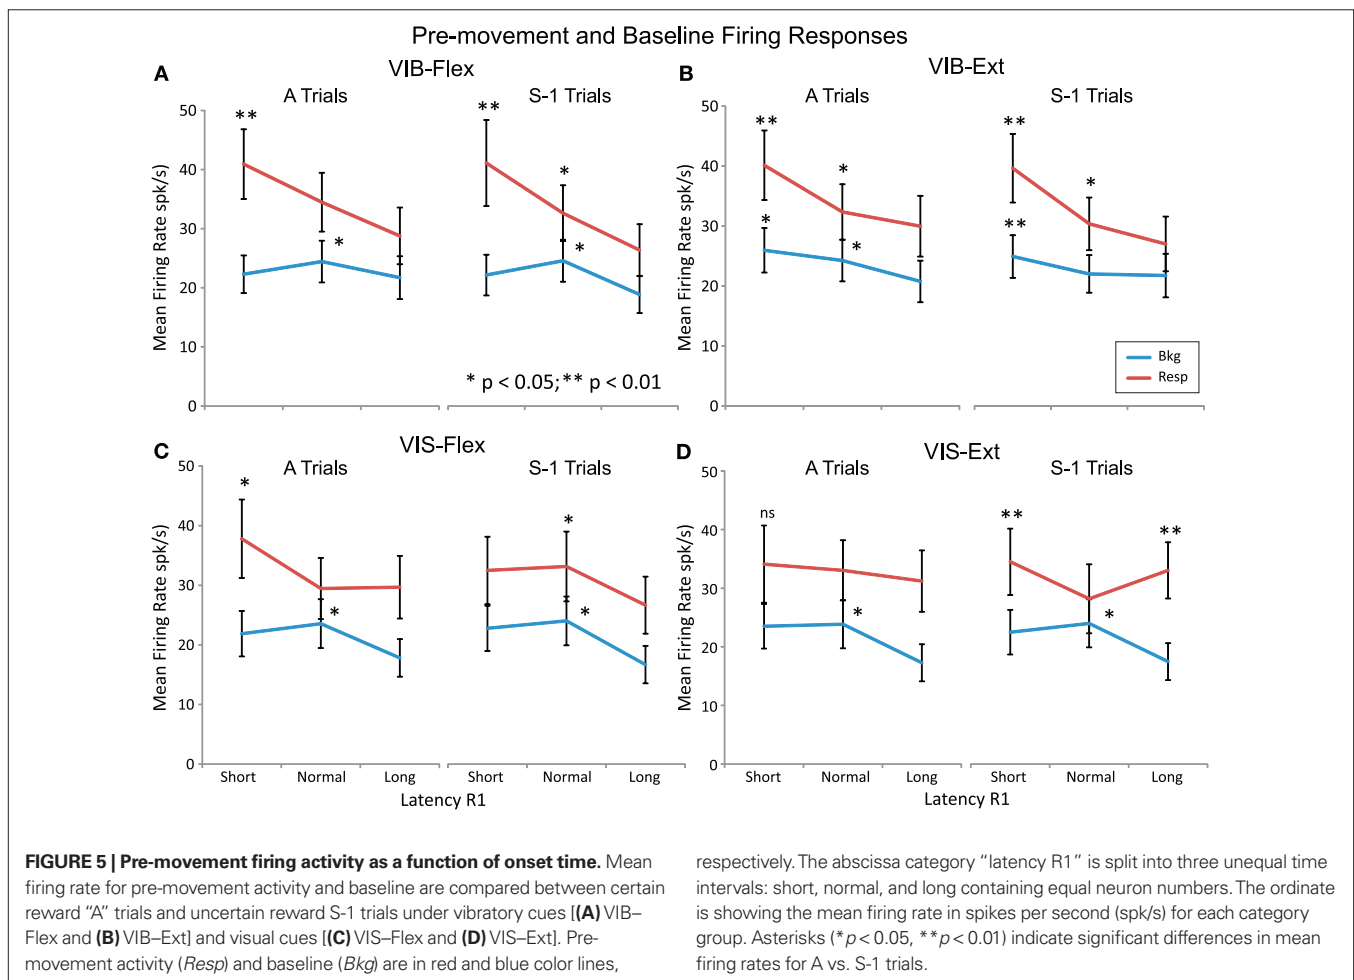 Pre-movement and Baseline Firing Responses
A
VIB-Flex
A Trials
S-1 Trials
Mean Firing Rate spk/s)
50
40
30
20
10
0
**
*
**
*
*
* p < 0.05; ** p < 0.01
B
VIB-Ext
A Trials
S-1 Trials
Mean Firing Rate spk/s)
50
40
30
20
10
0
**
*
*
*
**
*
**
Bkg
Resp
C
VIS-Flex
A Trials
S-1 Trials
Mean Firing Rate spk/s)
50
40
30
20
10
0
*
*
*
*
Short
Normal
Long
Short
Normal
Long
Latency R1
D
VIS-Ext
A Trials
S-1 Trials
Mean Firing Rate spk/s)
50
40
30
20
10
0
ns
*
**
**
*
Short
Normal
Long
Short
Normal
Long
Latency R1
FIGURE 5 | Pre-movement firing activity as a function of onset time. Mean
firing rate for pre-movement activity and baseline are compared between certain
reward "A" trials and uncertain reward S-1 trials under vibratory cues [(A) VIB–
Flex and (B) VIB–Ext] and visual cues [(C) VIS–Flex and (D) VIS–Ext]. Pre-
movement activity (Resp) and baseline (Bkg) are in red and blue color lines,
respectively. The abscissa category "latency R1" is split into three unequal time
intervals: short, normal, and long containing equal neuron numbers. The ordinate
is showing the mean firing rate in spikes per second (spk/s) for each category
group. Asterisks (*p < 0.05, **p < 0.01) indicate significant differences in mean
firing rates for A vs. S-1 trials.